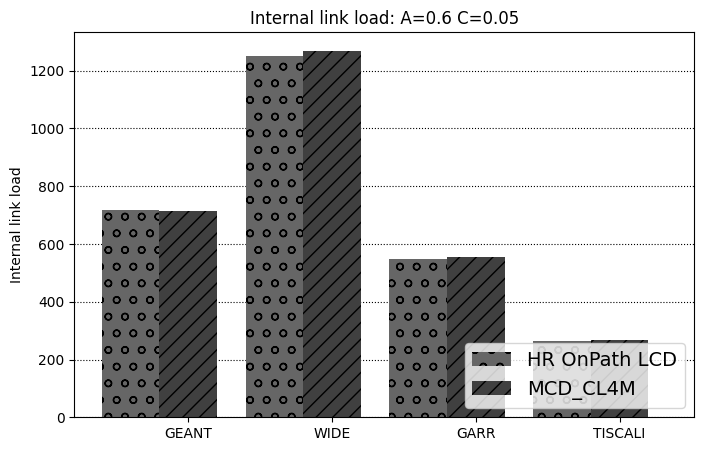 Internal link load: A=0.6 C=0.05
Internal link load
1200
1000
800
600
400
200
0
GEANT
WIDE
GARR
TISCALI
HR OnPath LCD
MCD_CL4M